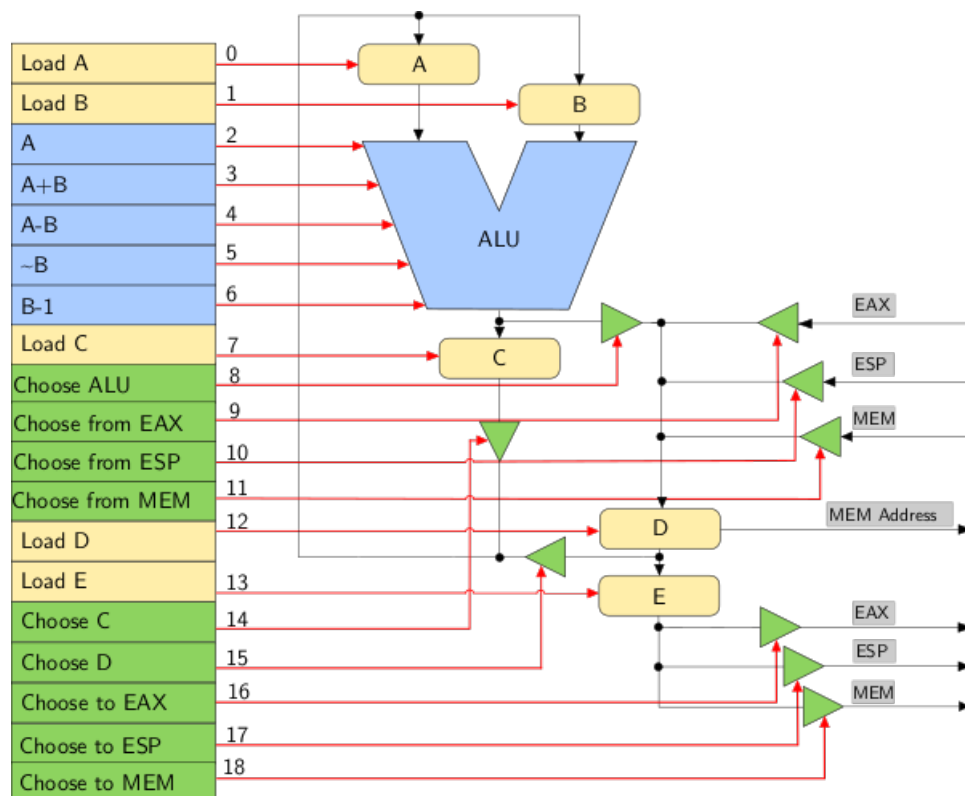 Load A
0
A
Load B
1
B
A
2
A+B
3
A-B
4
ALU
~B
5
B-1
6
EAX
Load C
7
C
ESP
Choose ALU
8
Choose from EAX
9
MEM
Choose from ESP
10
Choose from MEM
11
Load D
12
D
MEM Address
Load E
13
E
Choose C
14
EAX
Choose D
15
ESP
Choose to EAX
16
MEM
Choose to ESP
17
Choose to MEM
18